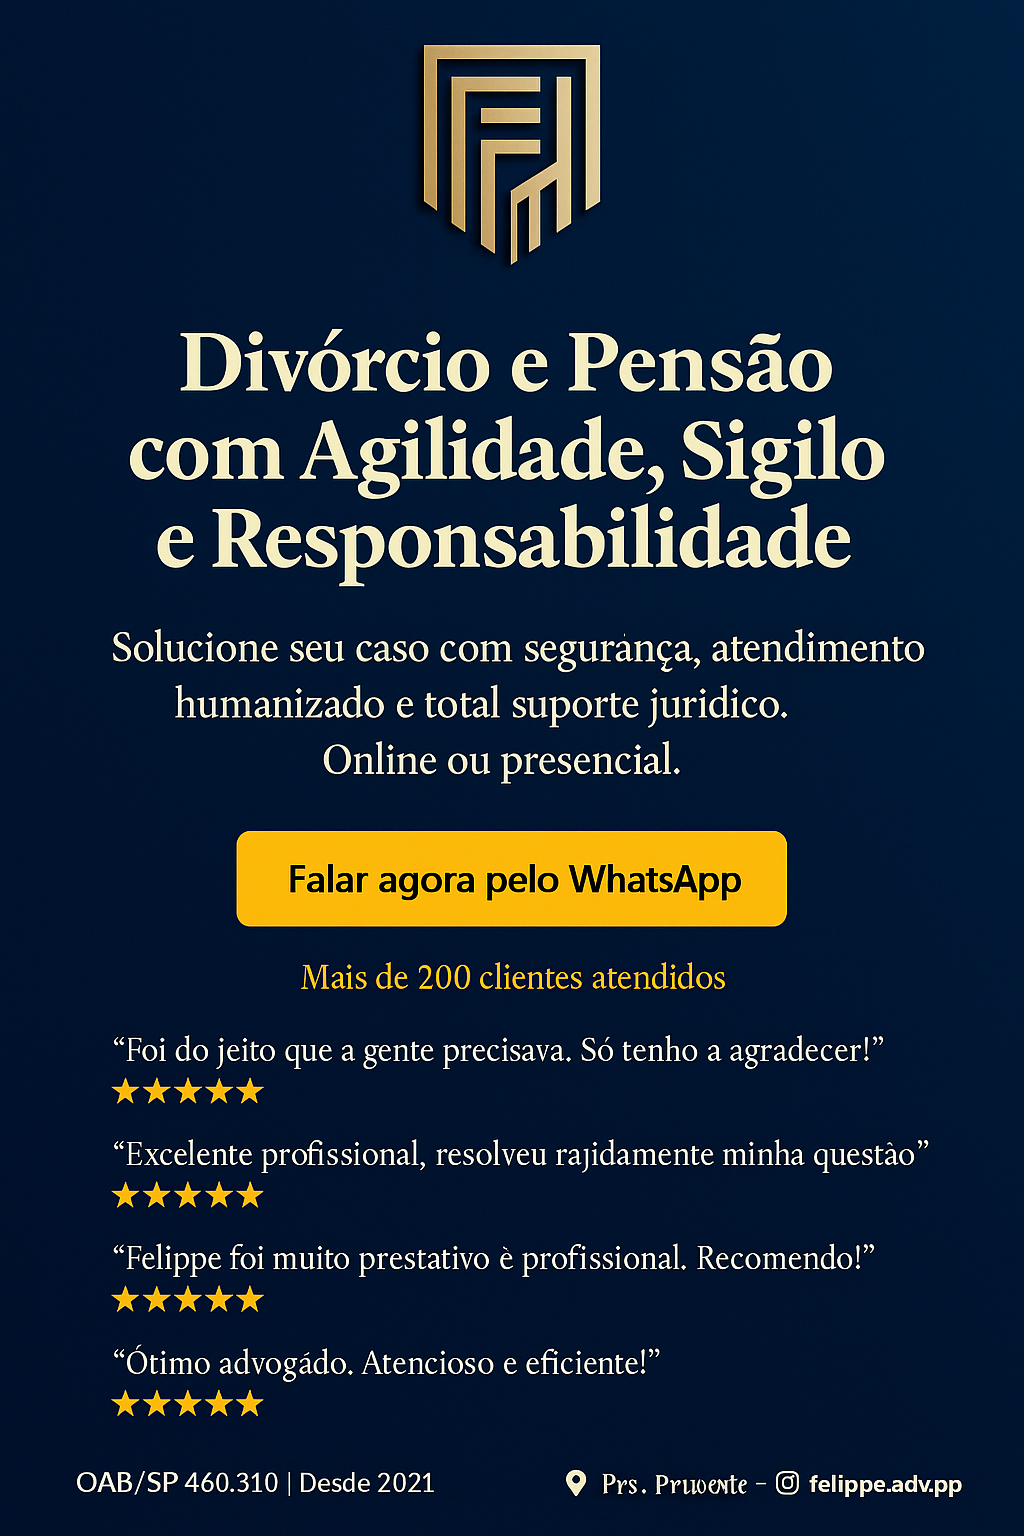 Divórcio e Pensão
com Agilidade, Sigilo
e Responsabilidade
Solucione seu caso com segurança, atendimento
humanizado e total suporte juridico.
Online ou presencial.
Falar agora pelo WhatsApp
Mais de 200 clientes atendidos
“Foi do jeito que a gente precisava. Só tenho a agradecer!”
★★★★★
“Excelente profissional, resolveu rajidamente minha questào”
★★★★★
“Felippe foi muito prestativo è profissional. Recomendo!”
★★★★★
“Ótimo advogádo. Atencioso e eficiente!”
★★★★★
OAB/SP 460.310 | Desde 2021
Prs. – felippe.adv.pp